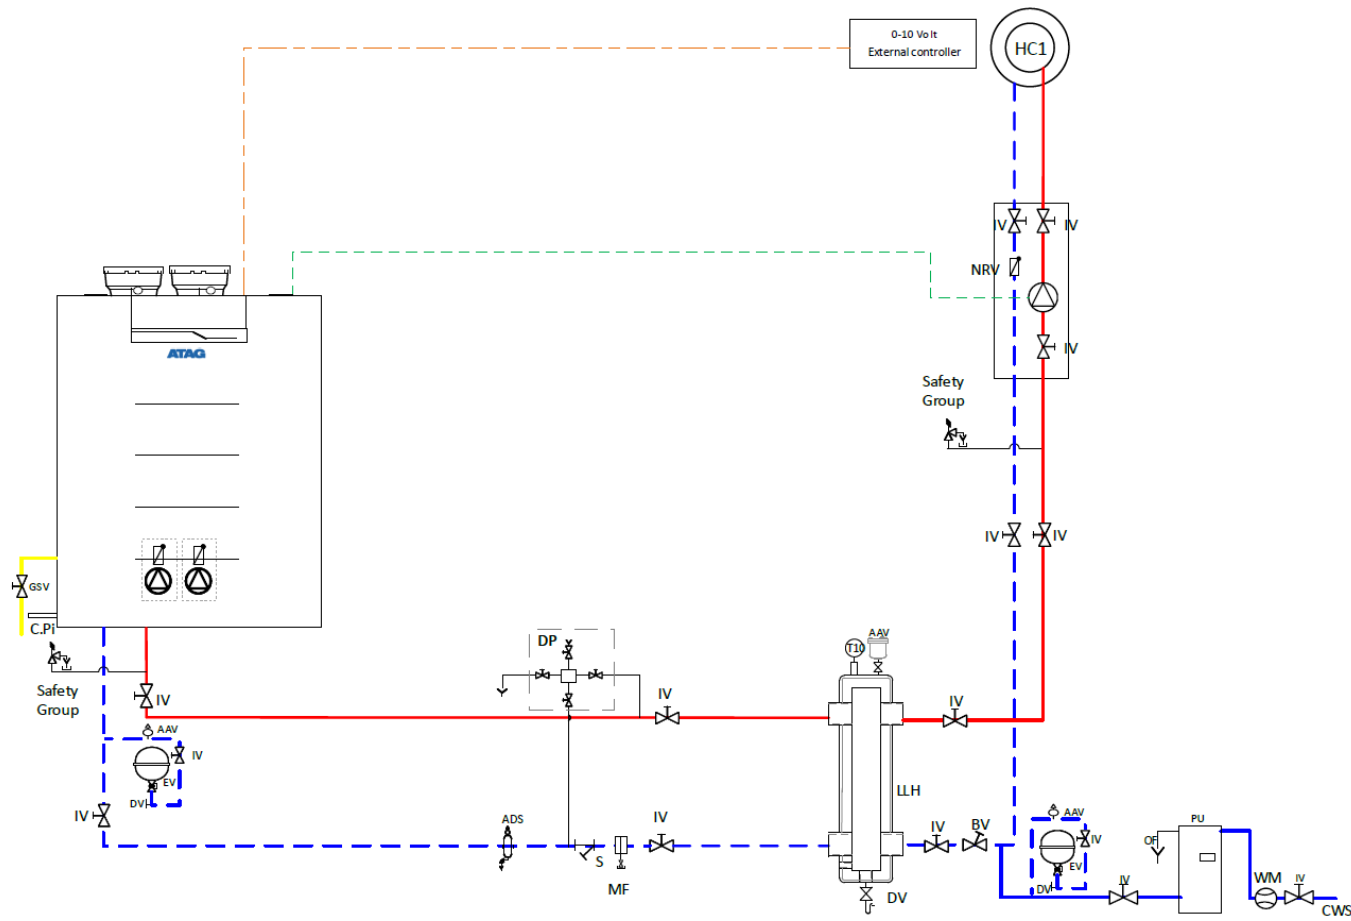 0-10 Volt
External controller
HC1
IV
IV
NRV
IV
ATAG
Safety
Group
IV
IV
GSV
C.Pi
Safety
Group
IV
DP
IV
T10
AAV
IV
AAV
IV
EV
DV
IV
ADS
S
MF
IV
LLH
DV
IV
BV
AAV
IV
EV
DV
IV
OF
PU
WM
IV
CWS